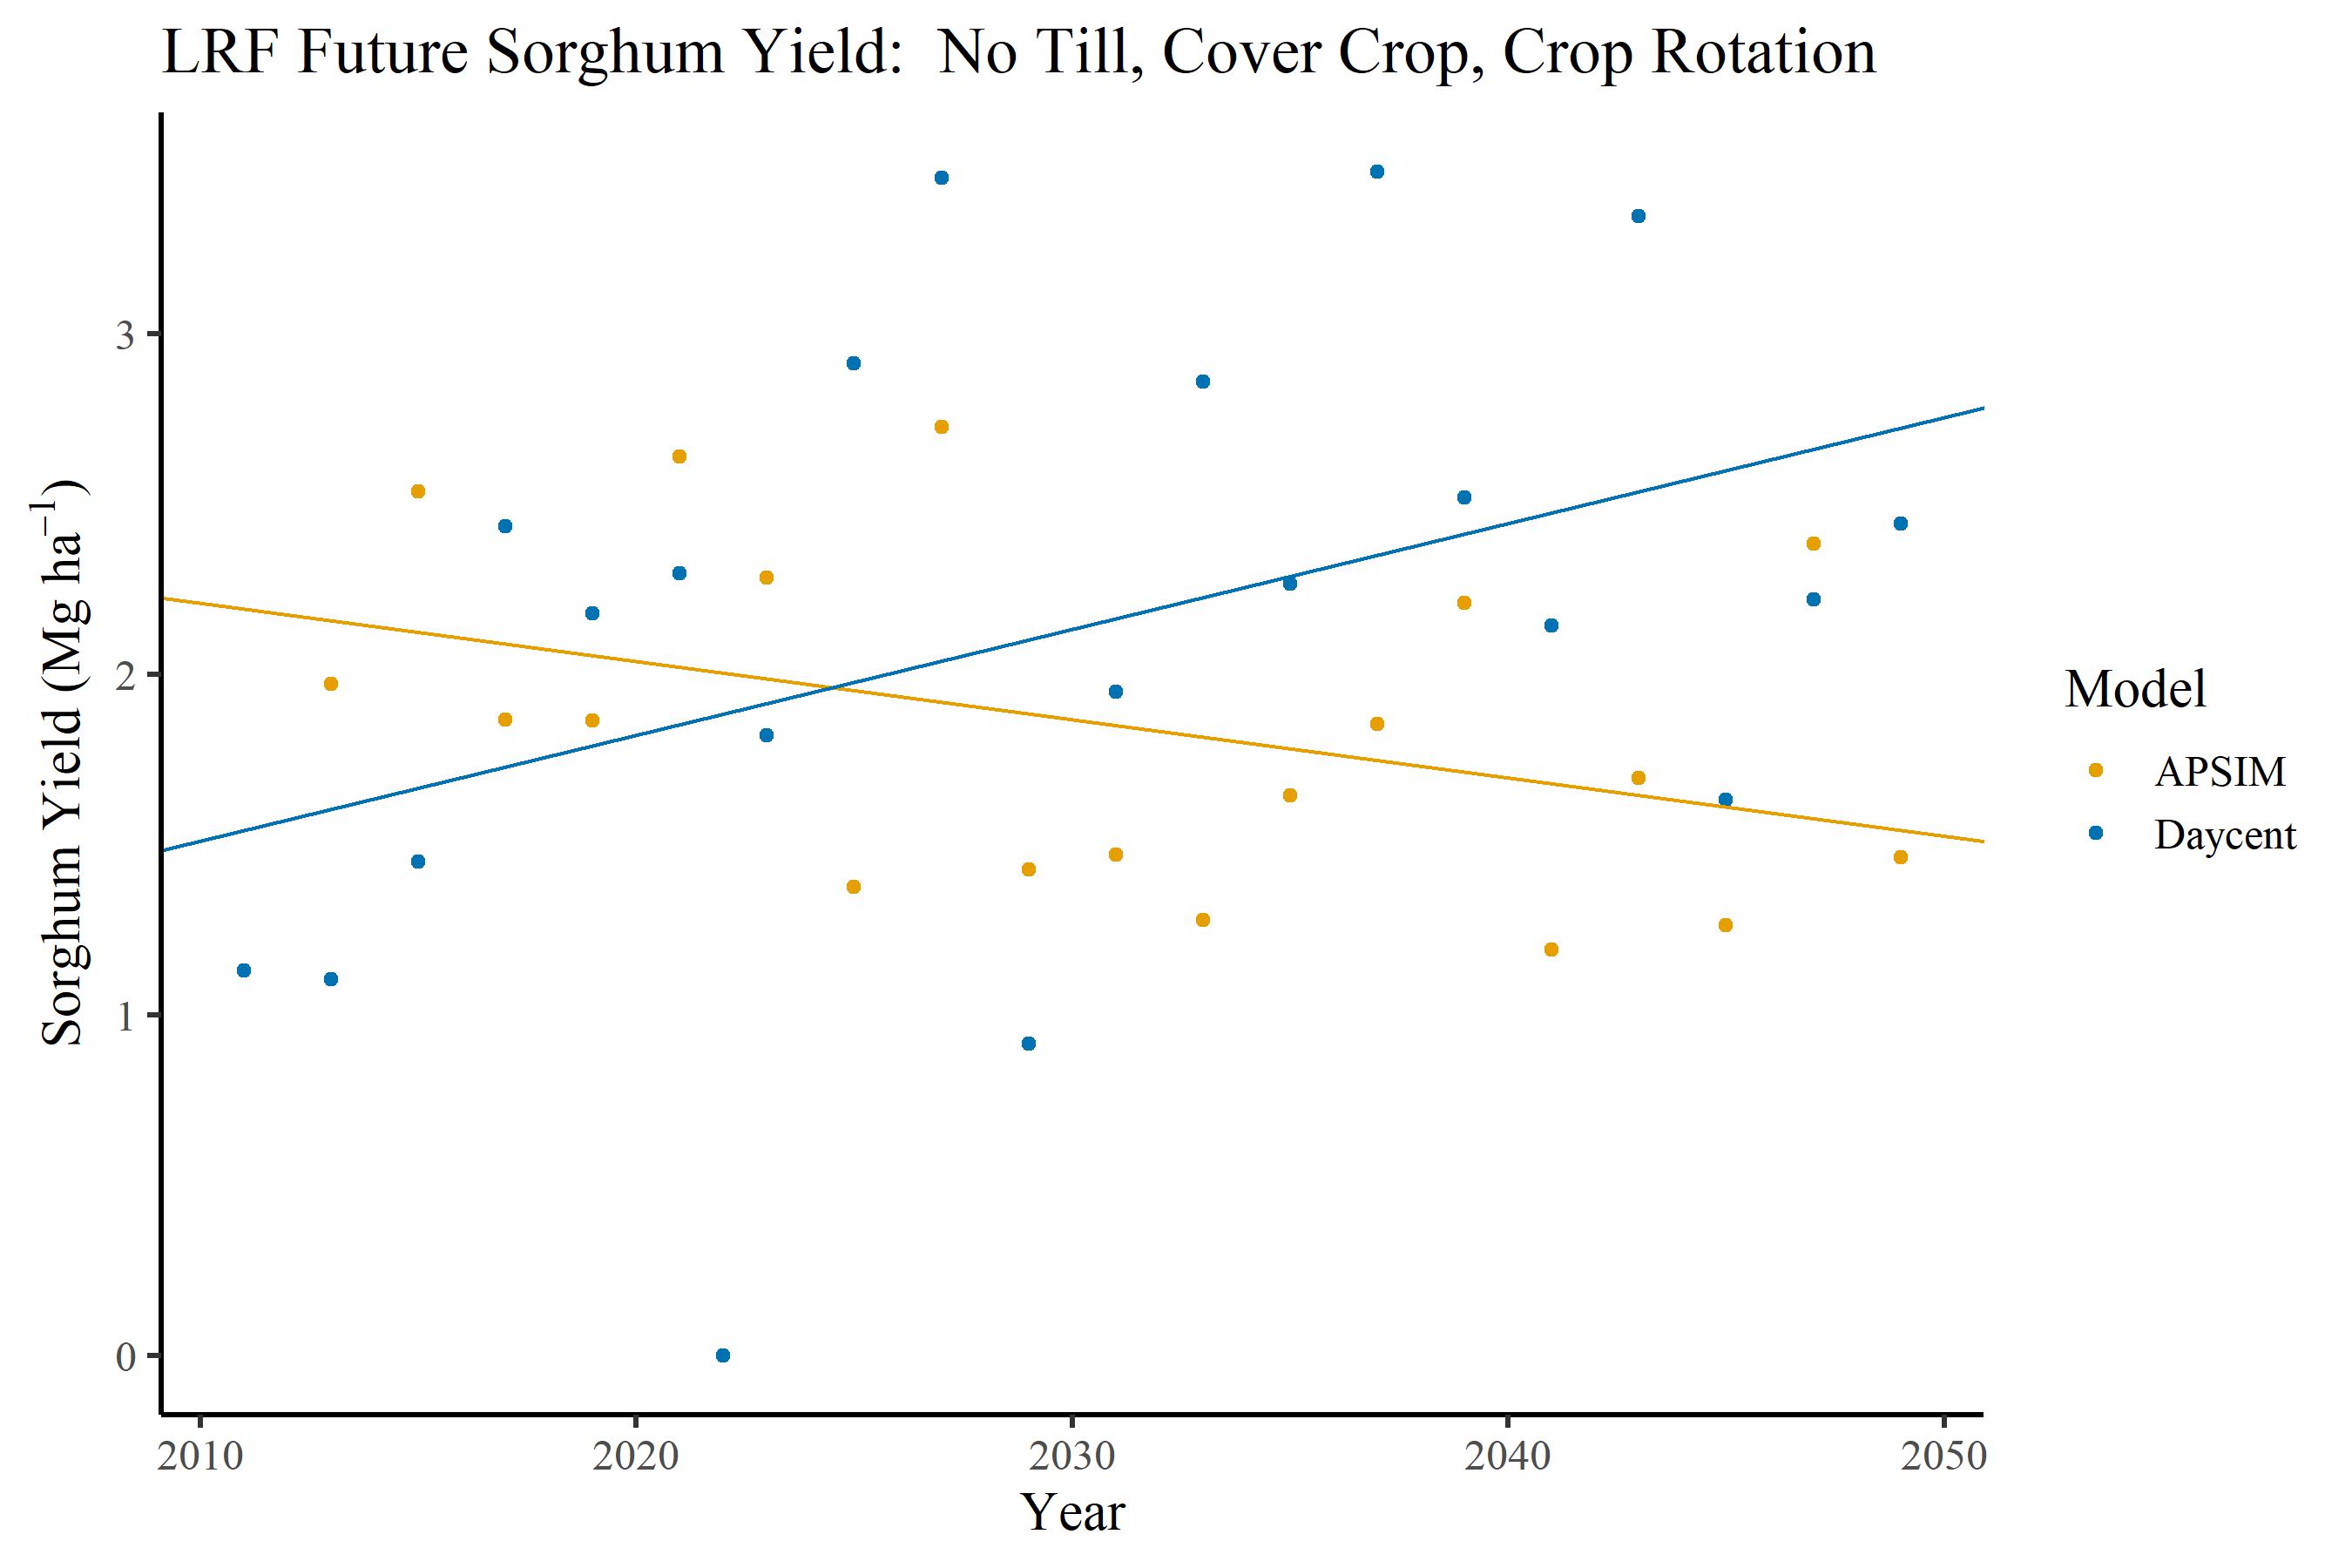 LRF Future Sorghum Yield:  No Till, Cover Crop, Crop Rotation
Sorghum Yield (Mg ha⁻¹)
3
2
1
0
2010 2020 2030 2040 2050
Year
Model
APSIM
Daycent